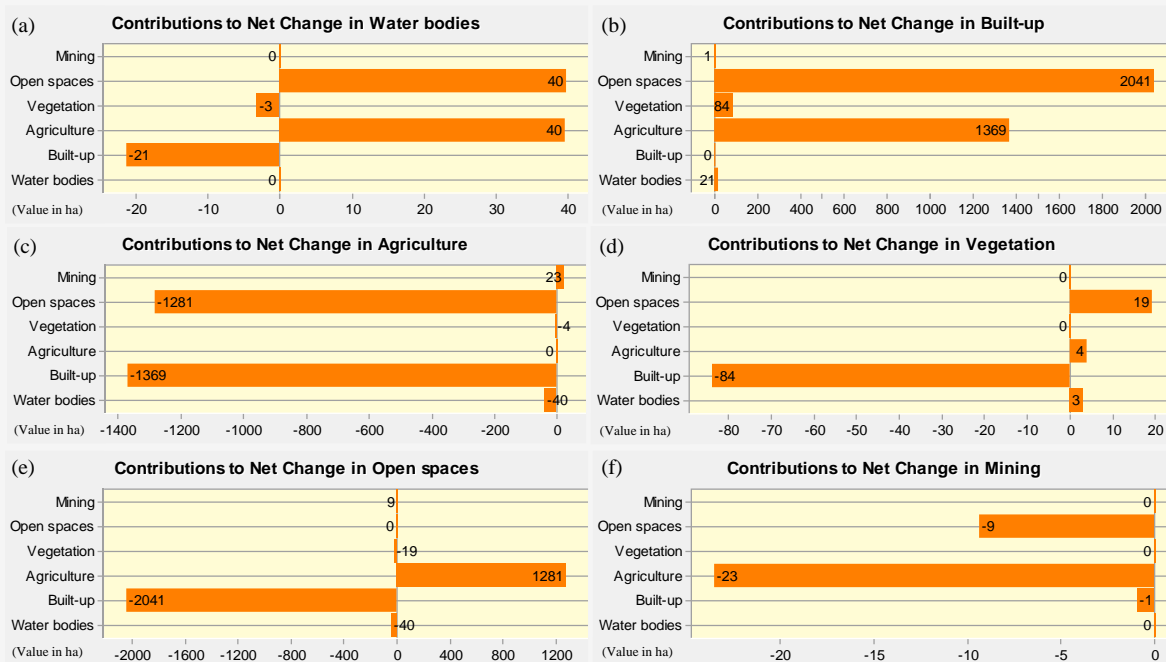 (a) Contributions to Net Change in Water bodies
Mining 0
Open spaces 40
Vegetation -3
Agriculture 40
Built-up -21
Water bodies 0
(Value in ha) -20 -10 0 10 20 30 40
(b) Contributions to Net Change in Built-up
Mining 1
Open spaces 2041
Vegetation 84
Agriculture 1369
Built-up 0
Water bodies 21
(Value in ha) 0 200 400 600 800 1000 1200 1400 1600 1800 2000
(c) Contributions to Net Change in Agriculture
Mining 23
Open spaces -1281
Vegetation -4
Agriculture 0
Built-up -1369
Water bodies -40
(Value in ha) -1400 -1200 -1000 -800 -600 -400 -200 0
(d) Contributions to Net Change in Vegetation
Mining 0
Open spaces 19
Vegetation 0
Agriculture 4
Built-up -84
Water bodies 3
(Value in ha) -80 -70 -60 -50 -40 -30 -20 -10 0 10 20
(e) Contributions to Net Change in Open spaces
Mining 9
Open spaces 0
Vegetation -19
Agriculture 1281
Built-up -2041
Water bodies -40
(Value in ha) -2000 -1600 -1200 -800 -400 0 400 800 1200
(f) Contributions to Net Change in Mining
Mining 0
Open spaces -9
Vegetation 0
Agriculture -23
Built-up -1
Water bodies 0
(Value in ha) -20 -15 -10 -5 0